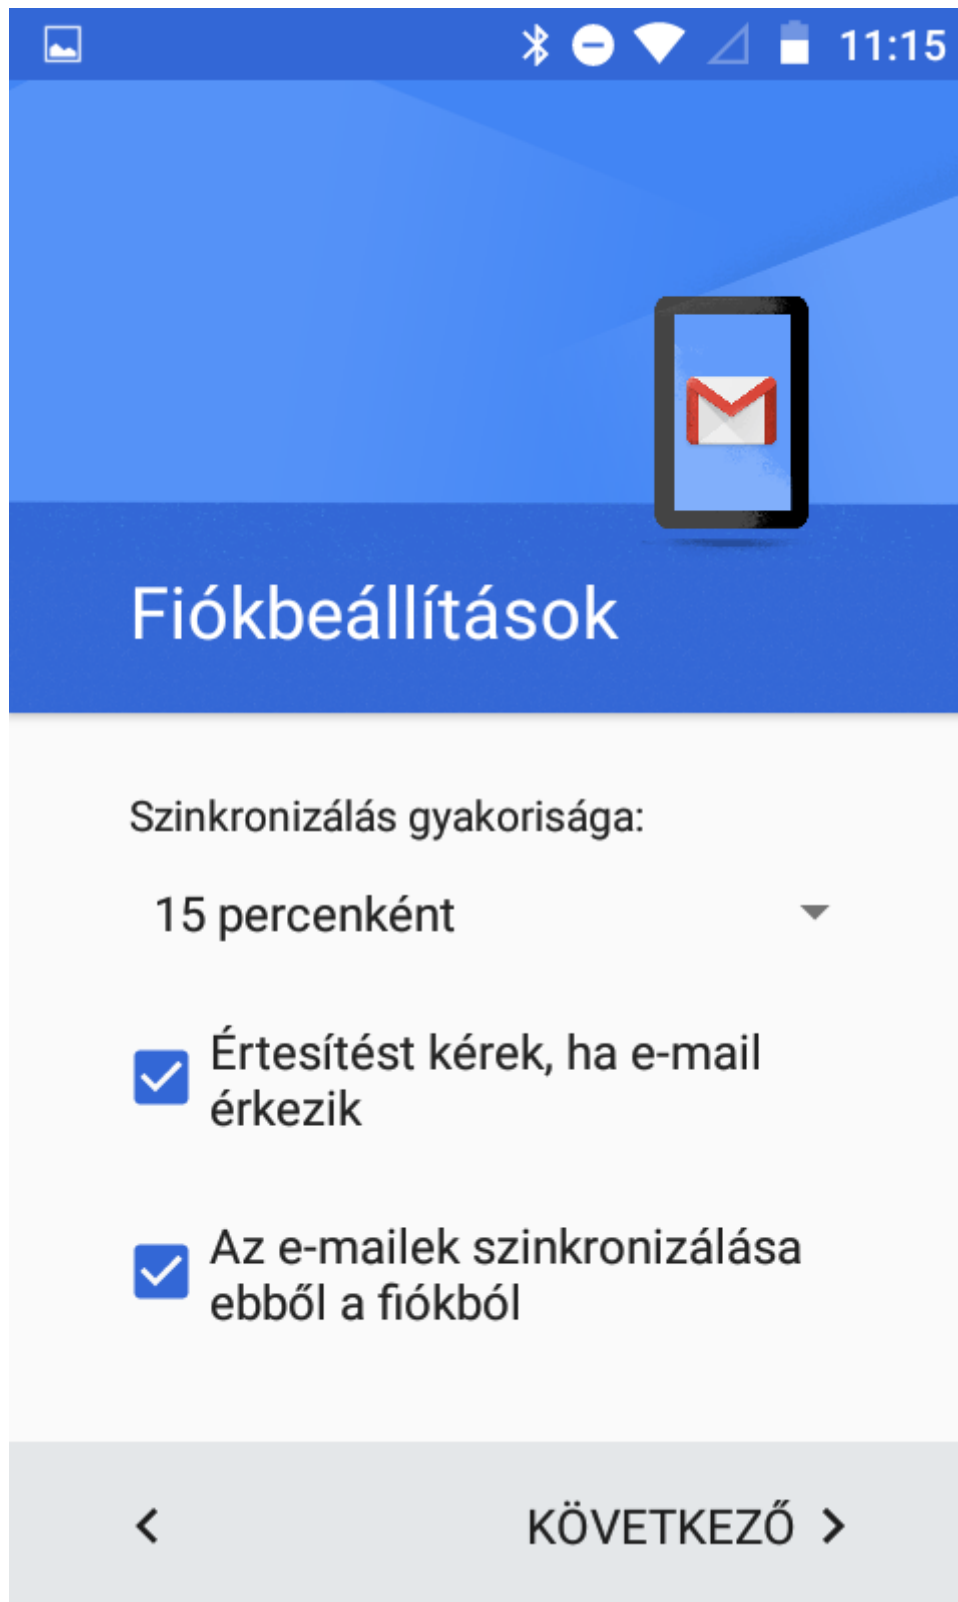 11:15
Fiókbeállítások
Szinkronizálás gyakorisága:
15 percenként
Értesítést kérek, ha e-mail
érkezik
Az e-mailek szinkronizálása
ebből a fiókból
KÖVETKEZŐ